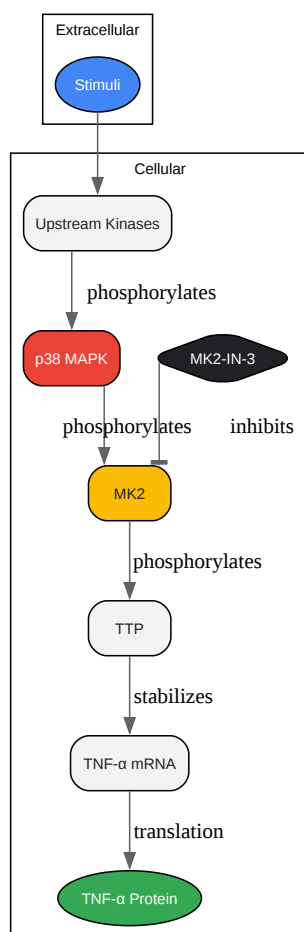 Extracellular
Stimuli
Cellular
Upstream Kinases
phosphorylates
p38 MAPK
MK2-IN-3
phosphorylates
inhibits
MK2
phosphorylates
TTP
stabilizes
TNF-α mRNA
translation
TNF-α Protein